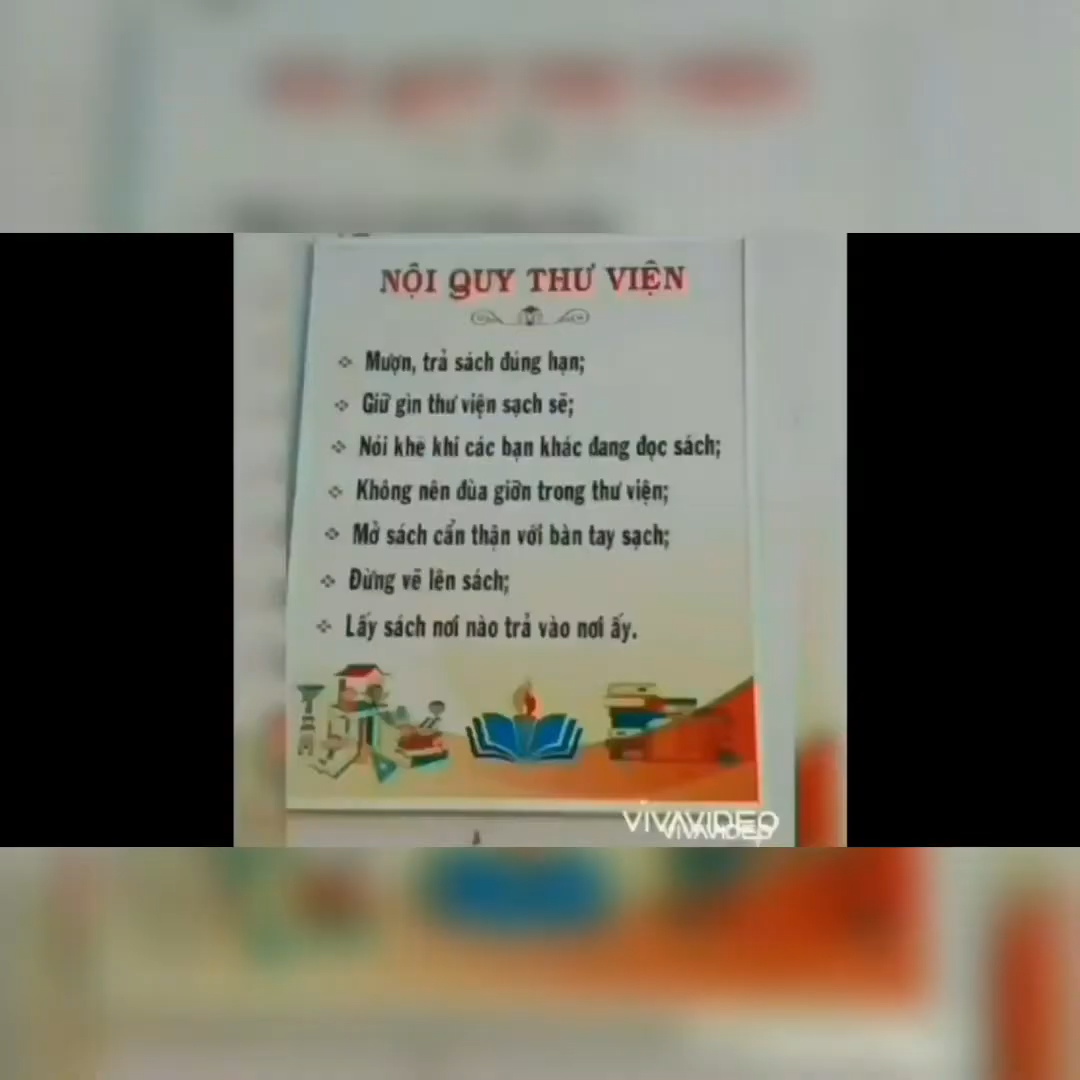 NỘI QUY THƯ VIỆN
Mượn, trả sách đúng hạn;
Giữ gìn thư viện sạch sẽ;
Nói khẽ khi các bạn khác đang đọc sách;
Không nên đùa giỡn trong thư viện;
Mở sách cẩn thận với bàn tay sạch;
Đừng vẽ lên sách;
Lấy sách nơi nào trả vào nơi ấy.
VIVAVIDEO
VIVAVIDEO